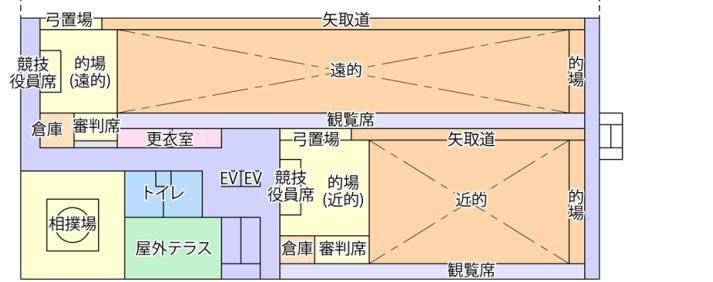 弓置場
矢取道
競技
役員席
的場
(遠的)
遠的
的
場
倉庫
審判席
観覧席
更衣室
弓置場
矢取道
トイレ
EV EV
競技
役員席
的場
(近的)
近的
的
場
相撲場
屋外テラス
倉庫
審判席
観覧席